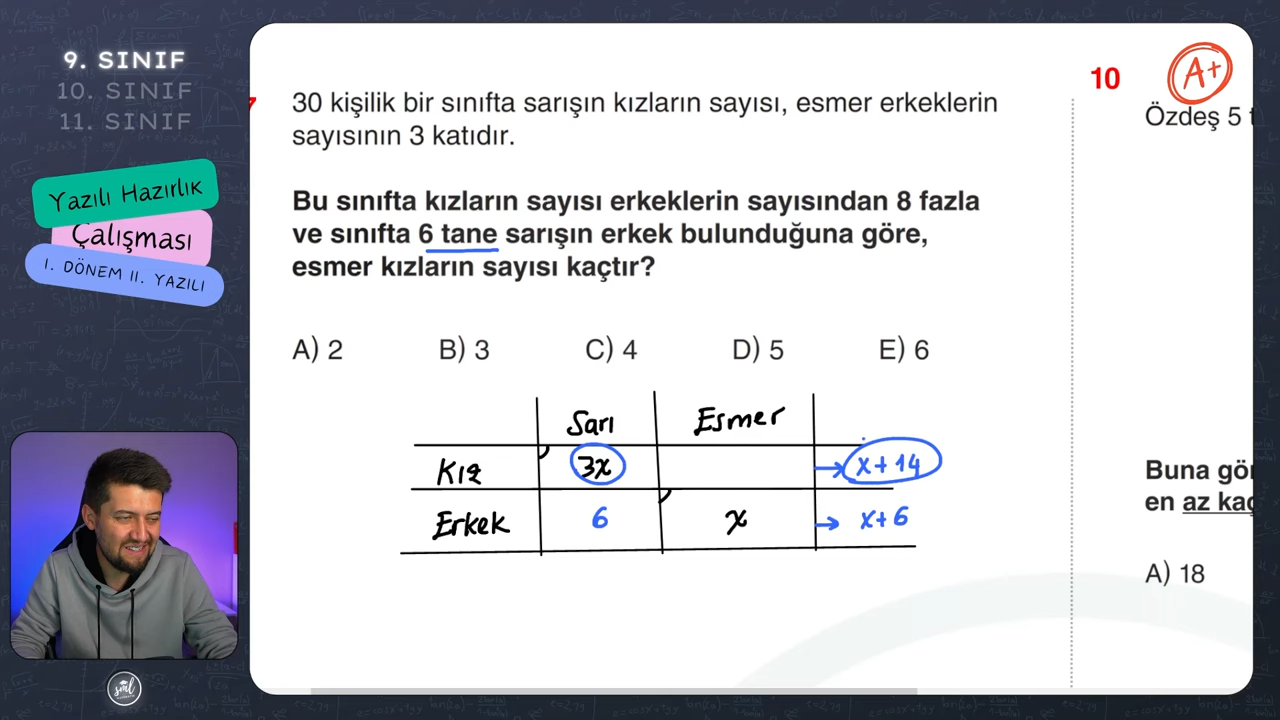 9. SINIF
10. SINIF
11. SINIF
Yazılı Hazırlık
Çalışması
I. DÖNEM II. YAZILI
30 kişilik bir sınıfta sarışın kızların sayısı, esmer erkeklerin
sayısının 3 katıdır.
Bu sınıfta kızların sayısı erkeklerin sayısından 8 fazla
ve sınıfta 6 tane sarışın erkek bulunduğuna göre,
esmer kızların sayısı kaçtır?
A) 2 B) 3 C) 4 D) 5 E) 6
Sarı Esmer
Kız 3x → x + 14
Erkek 6 x → x + 6
10
A+
Özdeş 5
Buna gö
en az ka
A) 18
sml